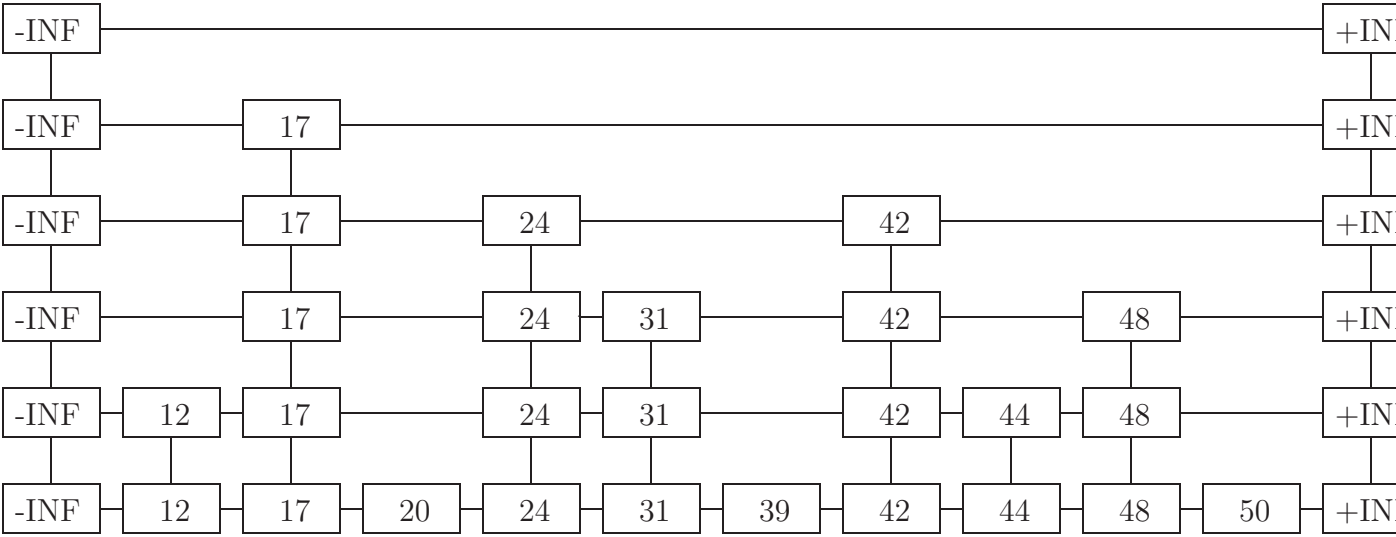 -INF +IN
-INF 17 +IN
-INF 17 24 42 +IN
-INF 17 24 31 42 48 +IN
-INF 12 17 24 31 42 44 48 +IN
-INF 12 17 20 24 31 39 42 44 48 50 +IN